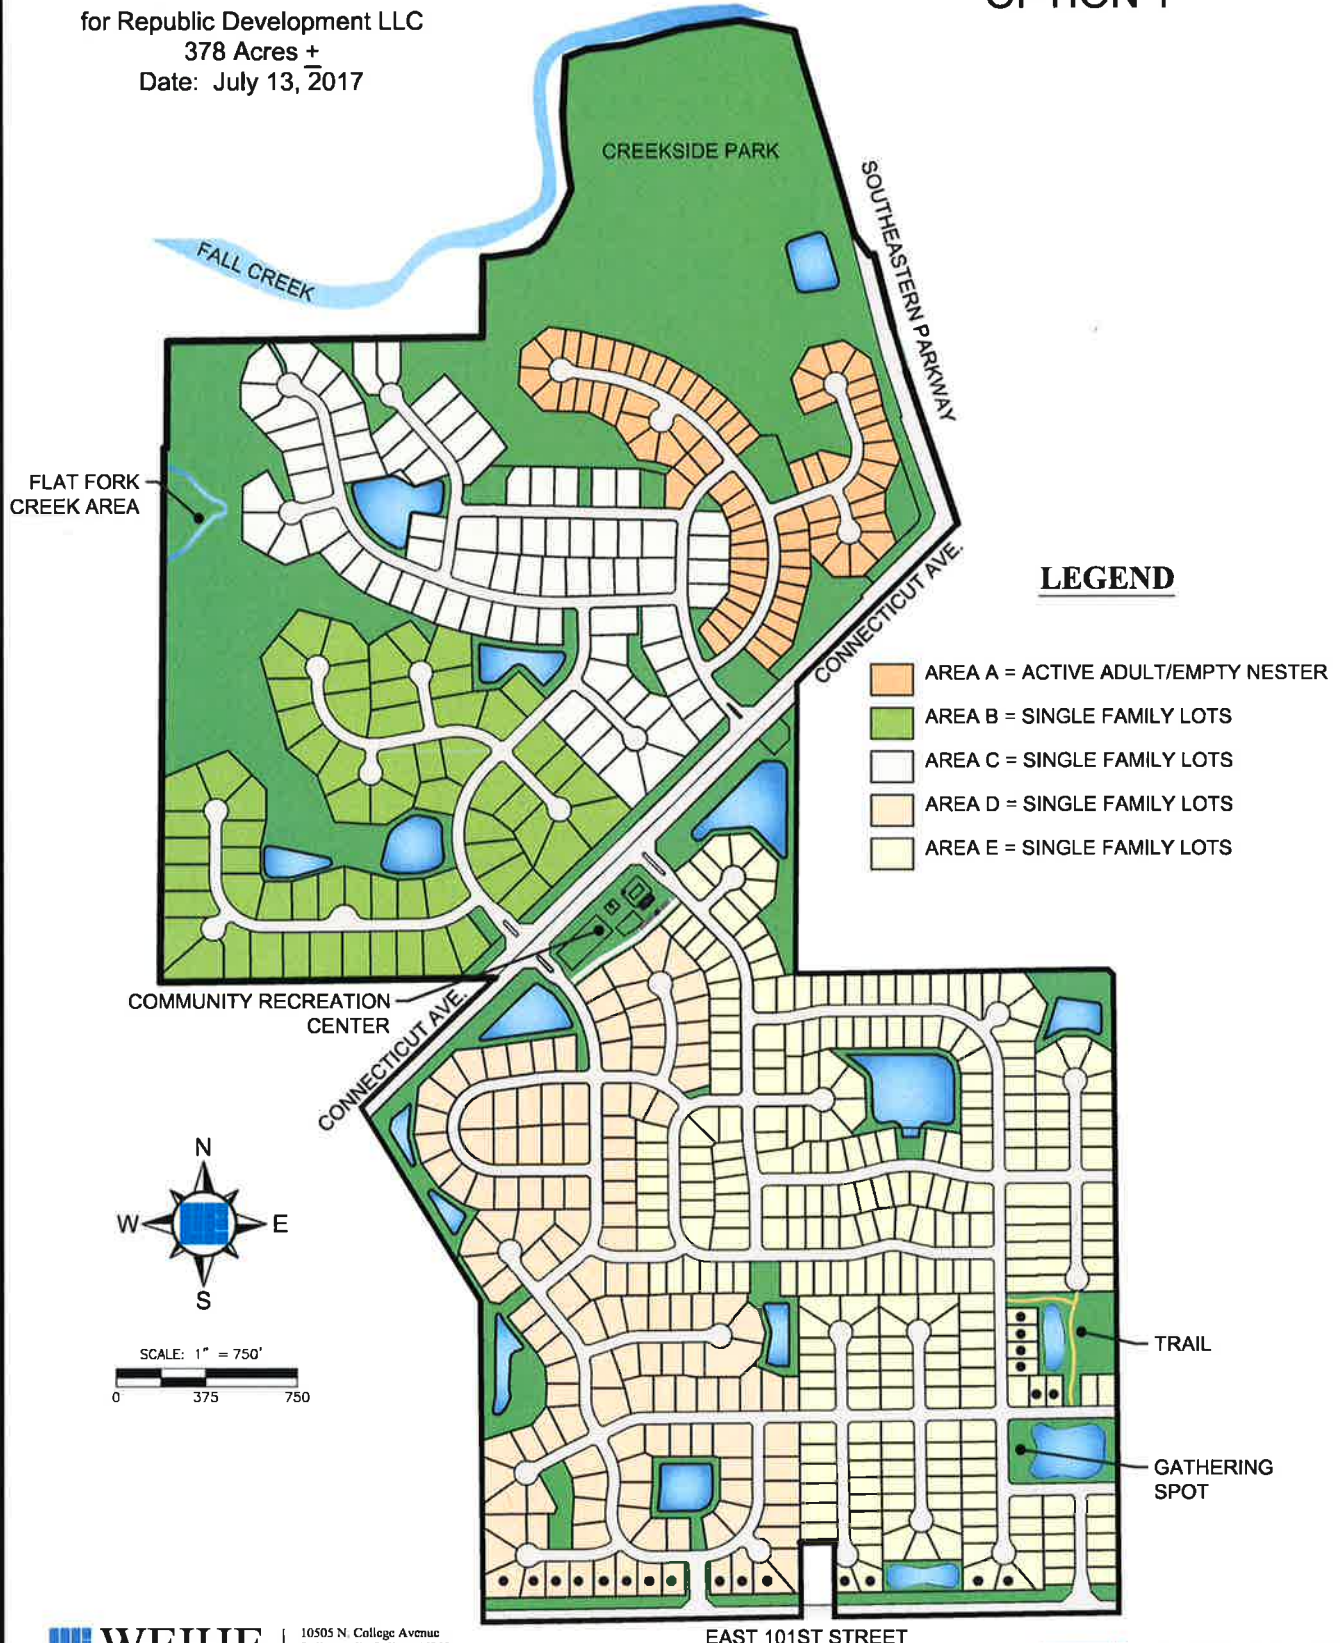 OPTION 1
for Republic Development LLC
378 Acres ±
Date: July 13, 2017
CREEKSIDE PARK
SOUTHEASTERN PARKWAY
FALL CREEK
FLAT FORK
CREEK AREA
CONNECTICUT AVE.
LEGEND
AREA A = ACTIVE ADULT/EMPTY NESTER
AREA B = SINGLE FAMILY LOTS
AREA C = SINGLE FAMILY LOTS
AREA D = SINGLE FAMILY LOTS
AREA E = SINGLE FAMILY LOTS
COMMUNITY RECREATION
CENTER
CONNECTICUT AVE.
N
W E
S
SCALE: 1" = 750'
0 375 750
TRAIL
GATHERING
SPOT
EAST 101ST STREET
WEIHE
10505 N. College Avenue